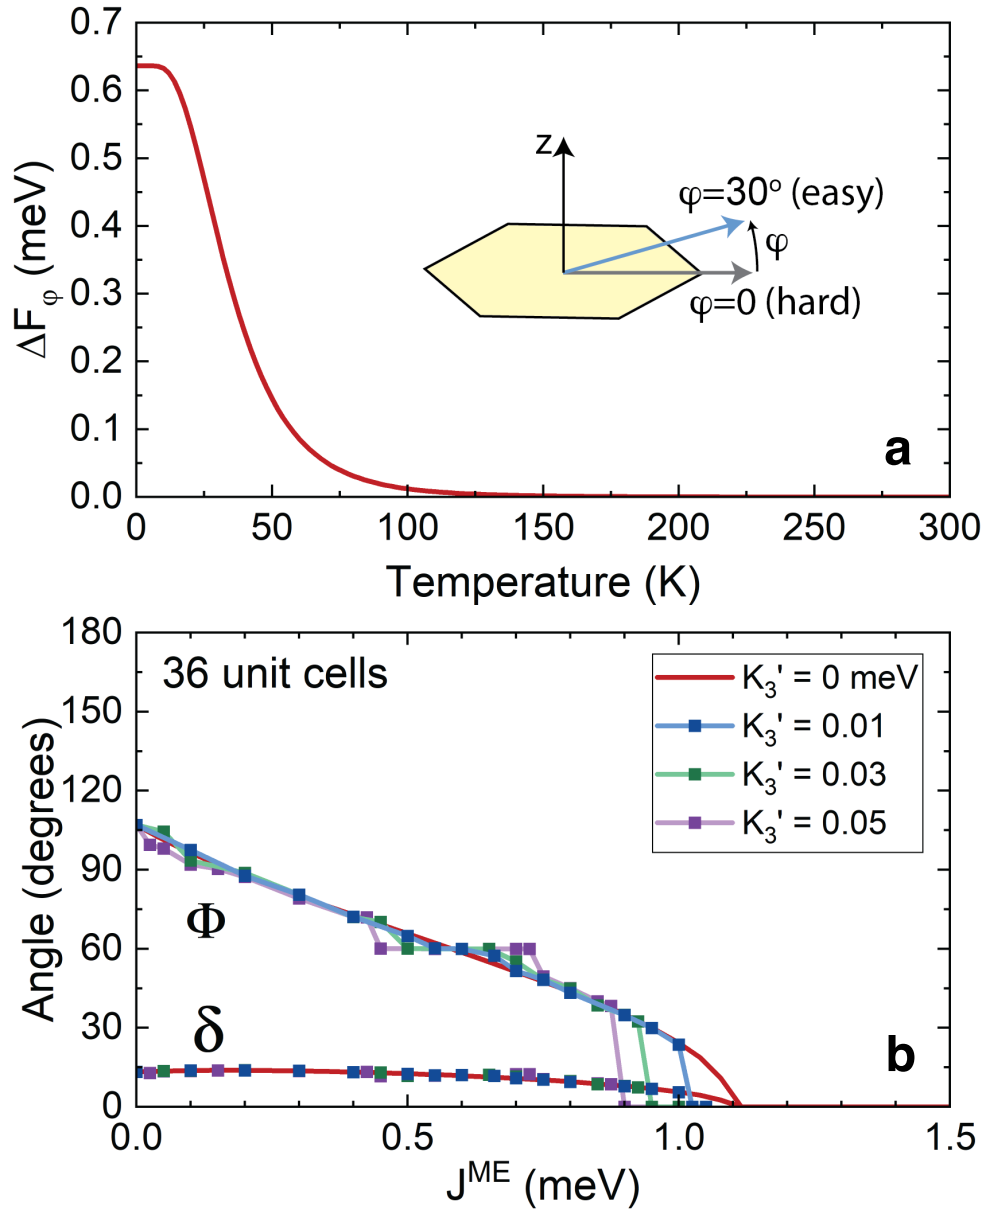 0.7
0.6
0.5
0.4
0.3
0.2
0.1
0.0
ΔFφ (meV)
z
φ=30° (easy)
φ
φ=0 (hard)
a
0 50 100 150 200 250 300
Temperature (K)
180
150
120
90
60
30
0
Angle (degrees)
36 unit cells
K₃' = 0 meV
K₃' = 0.01
K₃' = 0.03
K₃' = 0.05
Φ
δ
b
0.0 0.5 1.0 1.5
Jᴹᴱ (meV)